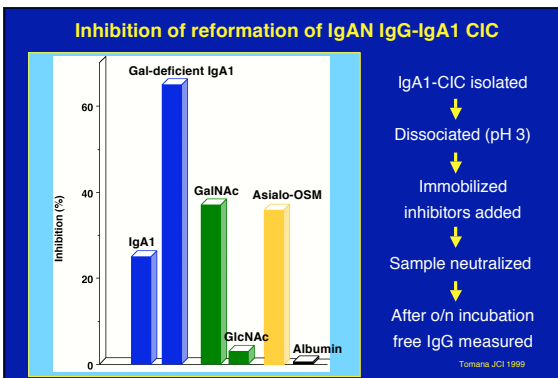 Inhibition of reformation of IgAN IgG-IgA1 CIC
Gal-deficient IgA1
60
GalNAc
Asialo-OSM
40
Inhibition (%)
IgA1
20
GlcNAc
Albumin
0
IgA1-CIC isolated
Dissociated (pH 3)
Immobilized
inhibitors added
Sample neutralized
After o/n incubation
free IgG measured
Tomana JCI 1999